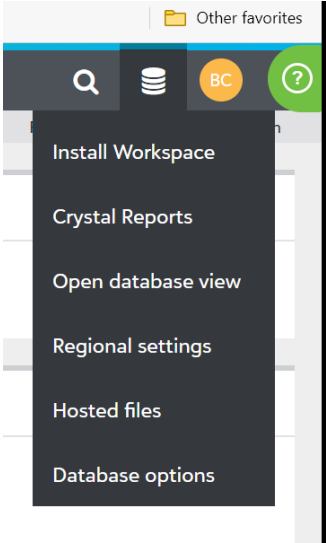 Other favorites
BC
?
Install Workspace
Crystal Reports
Open database view
Regional settings
Hosted files
Database options